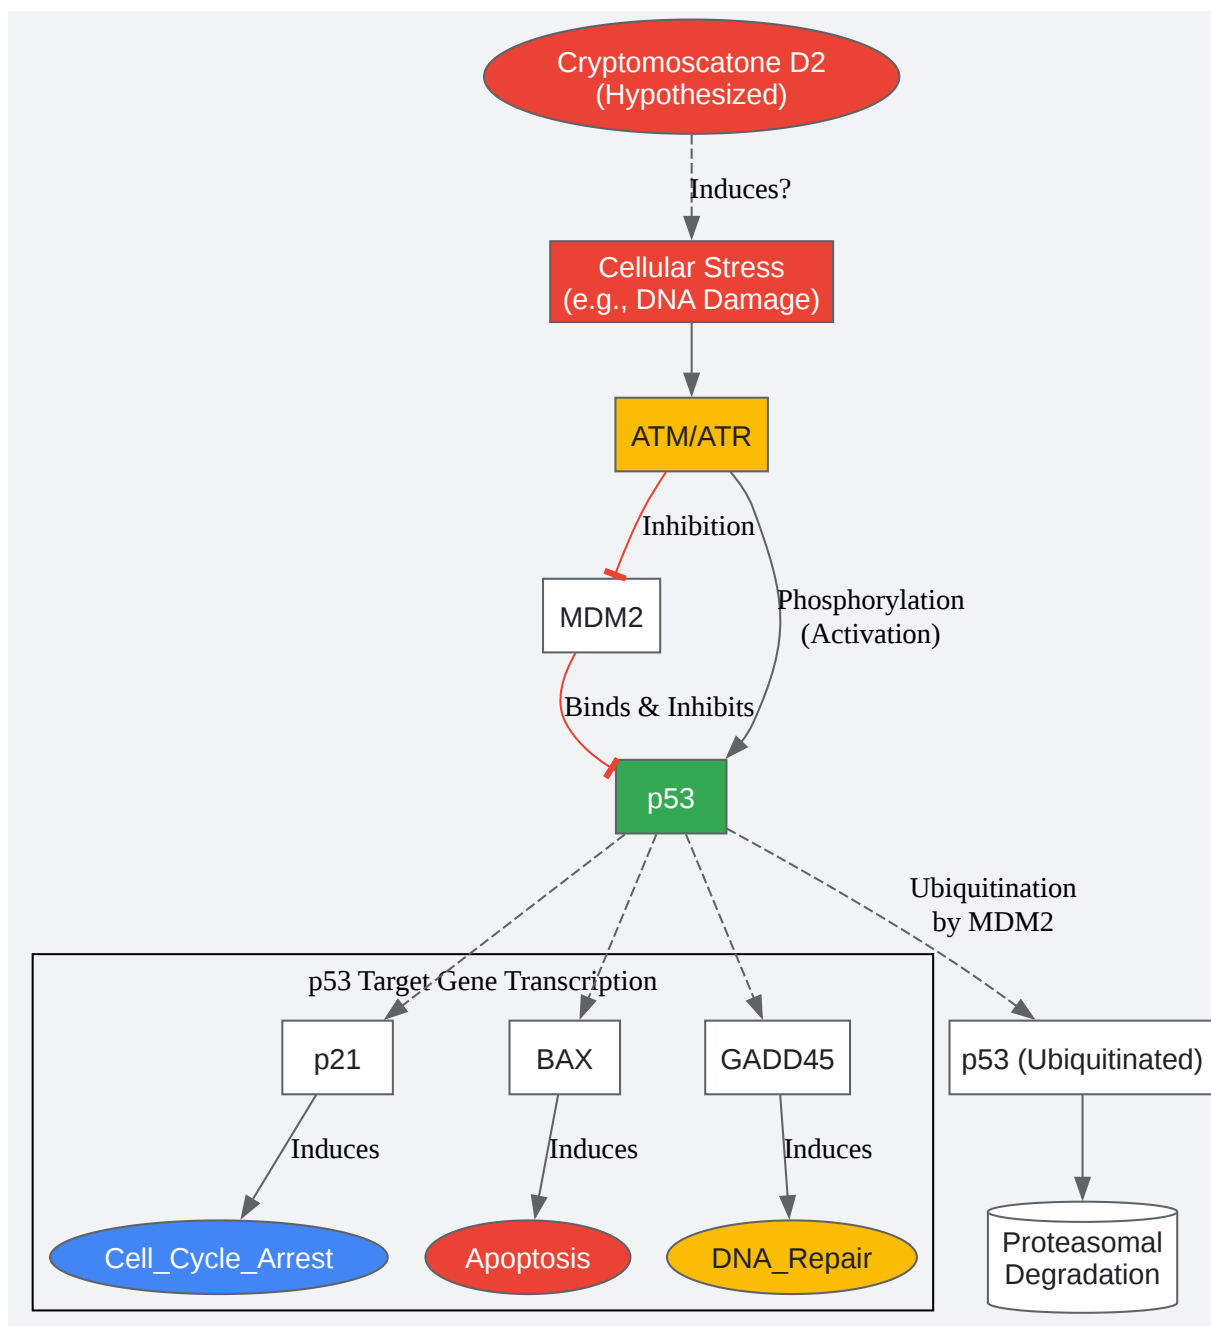 Cryptomoscatone D2
(Hypothesized)
Induces?
Cellular Stress
(e.g., DNA Damage)
ATM/ATR
Inhibition
MDM2
Phosphorylation
(Activation)
Binds & Inhibits
p53
Ubiquitination
by MDM2
p53 Target Gene Transcription
p21
BAX
GADD45
p53 (Ubiquitinated)
Induces
Induces
Induces
Cell_Cycle_Arrest
Apoptosis
DNA_Repair
Proteasomal
Degradation